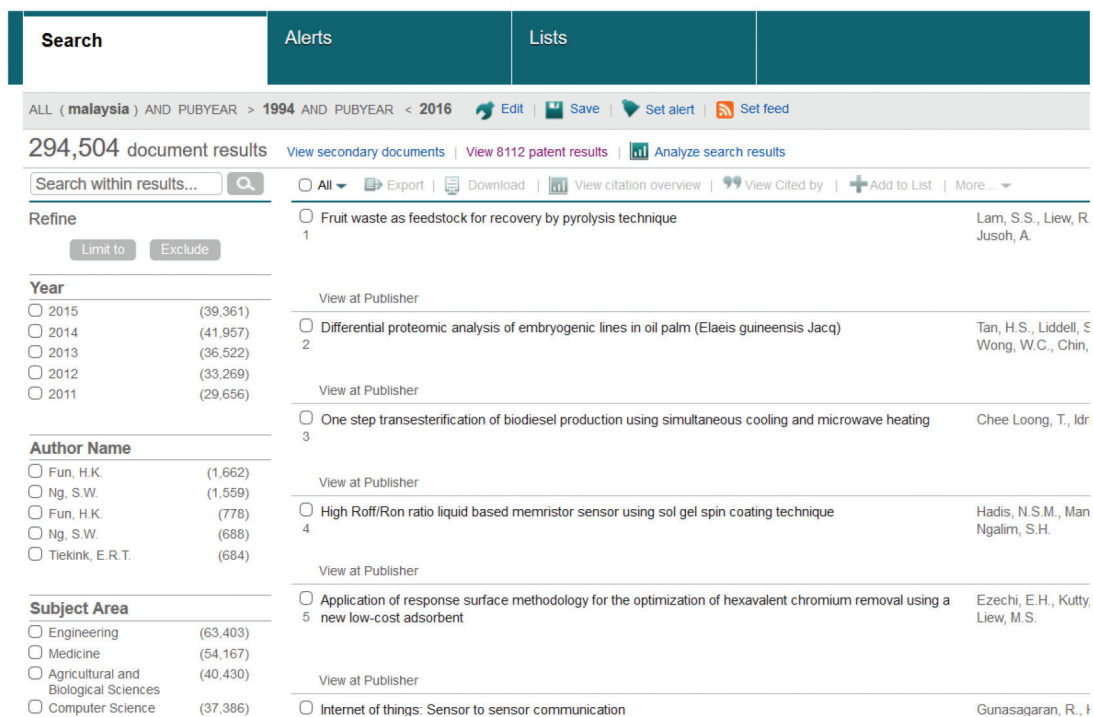 Search Alerts Lists
ALL ( malaysia ) AND PUBYEAR > 1994 AND PUBYEAR < 2016 Edit | Save | Set alert | Set feed
294,504 document results View secondary documents | View 8112 patent results | Analyze search results
Search within results...
All Export | Download | View citation overview | View Cited by | Add to List | More...
Refine
Limit to Exclude
Year
2015 (39,361)
2014 (41,957)
2013 (36,522)
2012 (33,269)
2011 (29,656)
Author Name
Fun, H.K. (1,662)
Ng, S.W. (1,559)
Fun, H.K. (778)
Ng, S.W. (688)
Tiekink, E.R.T. (684)
Subject Area
Engineering (63,403)
Medicine (54,167)
Agricultural and (40,430)
Biological Sciences
Computer Science (37,386)
Fruit waste as feedstock for recovery by pyrolysis technique Lam, S.S., Liew, R.
1 Jusoh, A.
View at Publisher
Differential proteomic analysis of embryogenic lines in oil palm (Elaeis guineensis Jacq) Tan, H.S., Liddell,
2 Wong, W.C., Chin,
View at Publisher
One step transesterification of biodiesel production using simultaneous cooling and microwave heating Chee Loong, T., Idr
3
View at Publisher
High Roff/Ron ratio liquid based memristor sensor using sol gel spin coating technique Hadis, N.S.M., Man
4 Ngalim, S.H.
View at Publisher
Application of response surface methodology for the optimization of hexavalent chromium removal using a Ezechi, E.H., Kutty,
5 new low-cost adsorbent Liew, M.S.
View at Publisher
Internet of things: Sensor to sensor communication Gunasagaran, R.,